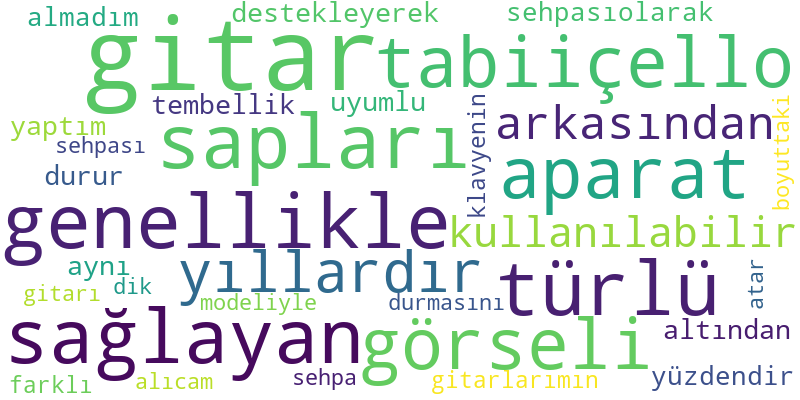 almadım
destekleyerek
sehpasıolarak
gitar
tabiiçello
tembellik
uyumlu
klavyenin
boyuttaki
yaptım
sehpası
sapları
arkasından
durur
aparat
genellikle
kullanılabilir
aynı
dik
yıllardır
türlü
atar
gitarı
modeliyle
durmasını
sağlayan
görseli
altından
farklı
alıcam
sehpa
gitarlarımın
yüzdendir